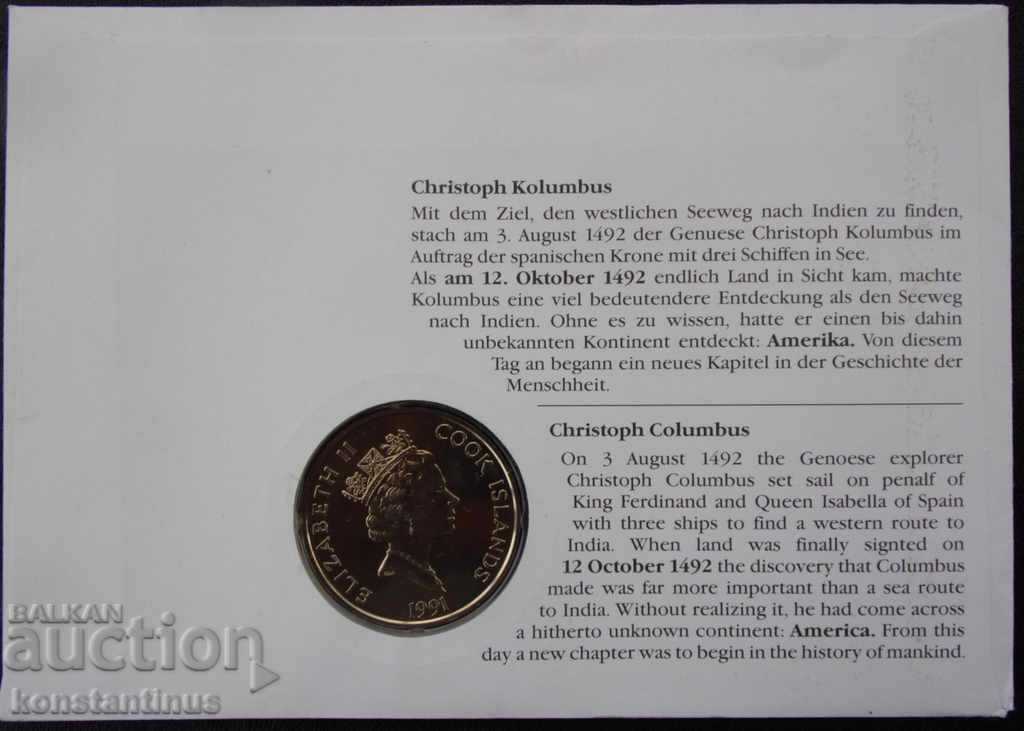 Christoph Kolumbus
Mit dem Ziel, den westlichen Seeweg nach Indien zu finden,
stach am 3. August 1492 der Genuese Christoph Kolumbus im
Auftrag der spanischen Krone mit drei Schiffen in See.
Als am 12. Oktober 1492 endlich Land in Sicht kam, machte
Kolumbus eine viel bedeutendere Entdeckung als den Seeweg
nach Indien. Ohne es zu wissen, hatte er einen bis dahin
unbekannten Kontinent entdeckt: Amerika. Von diesem
Tag an begann ein neues Kapitel in der Geschichte der
Menschheit.
Christoph Columbus
On 3 August 1492 the Genoese explorer
Christoph Columbus set sail on penalf of
King Ferdinand and Queen Isabella of Spain
with three ships to find a western route to
India. When land was finally signted on
12 October 1492 the discovery that Columbus
made was far more important than a sea route
to India. Without realizing it, he had come across
a hitherto unknown continent: America. From this
day a new chapter was to begin in the history of mankind.
ELIZABETH II
COOK ISLANDS
1991
BALKAN
auction
konstantinus